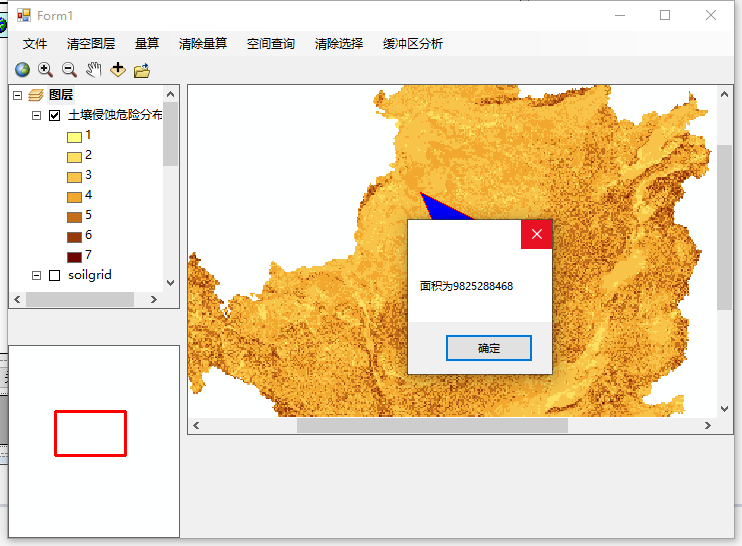 Form1
文件 清空图层 量算 清除量算 空间查询 清除选择 缓冲区分析
图层
土壤侵蚀危险分布
1
2
3
4
5
6
7
soilgrid
面积为9825288468
确定